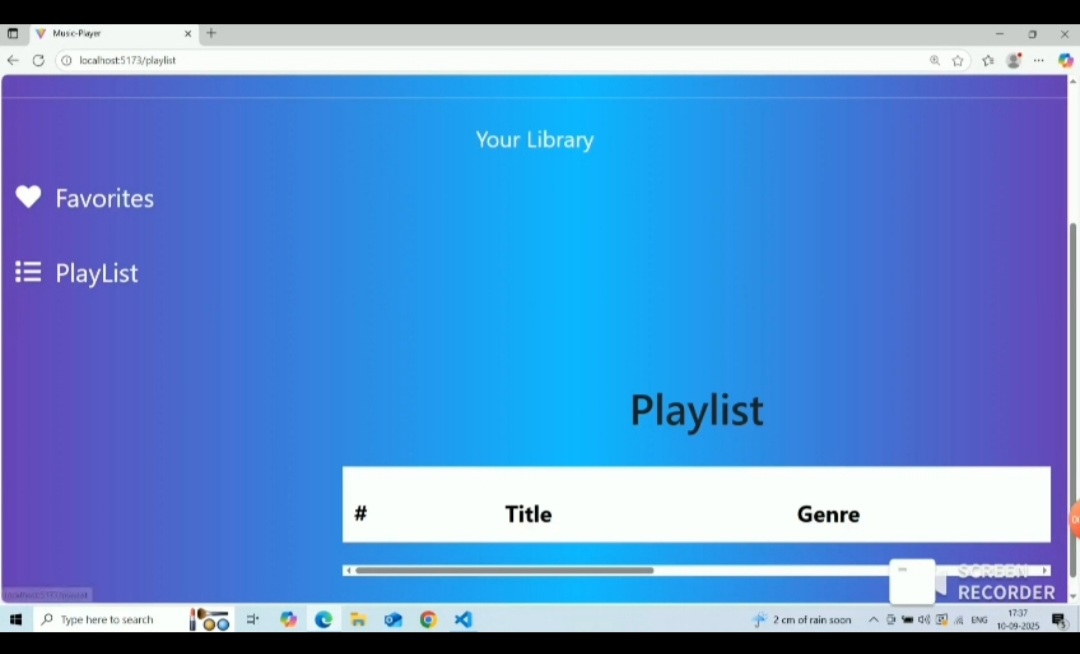 Music-Player
localhost:5173/playlist
Your Library
Favorites
PlayList
Playlist
# Title Genre
SCREEN
RECORDER
Type here to search
2 cm of rain soon
ENG
17:37
10-09-2025